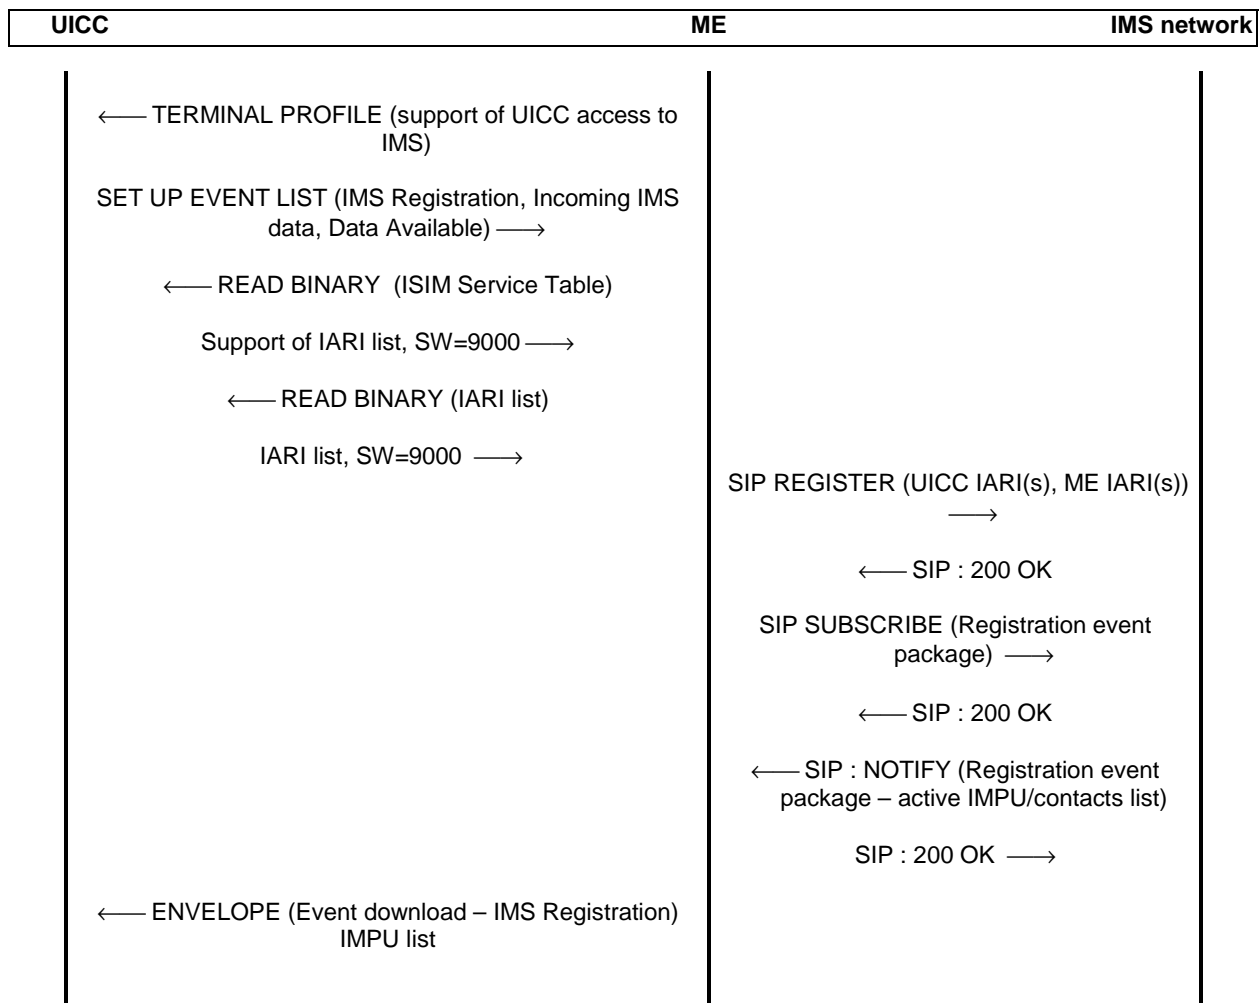 UICC ME IMS network
← TERMINAL PROFILE (support of UICC access to
IMS)
SET UP EVENT LIST (IMS Registration, Incoming IMS
data, Data Available) →
← READ BINARY (ISIM Service Table)
Support of IARI list, SW=9000 →
← READ BINARY (IARI list)
IARI list, SW=9000 →
SIP REGISTER (UICC IARI(s), ME IARI(s))
→
← SIP : 200 OK
SIP SUBSCRIBE (Registration event
package) →
← SIP : 200 OK
← SIP : NOTIFY (Registration event
package – active IMPU/contacts list)
SIP : 200 OK →
← ENVELOPE (Event download – IMS Registration)
IMPU list